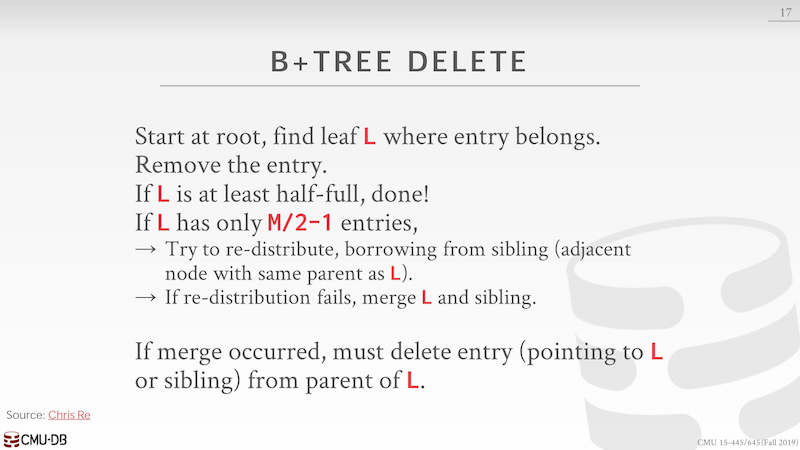 17
B+TREE DELETE
Start at root, find leaf L where entry belongs.
Remove the entry.
If L is at least half-full, done!
If L has only M/2-1 entries,
→ Try to re-distribute, borrowing from sibling (adjacent
node with same parent as L).
→ If re-distribution fails, merge L and sibling.
If merge occurred, must delete entry (pointing to L
or sibling) from parent of L.
Source: Chris Re
CMU·DB
CMU 15-445/645 (Fall 2019)